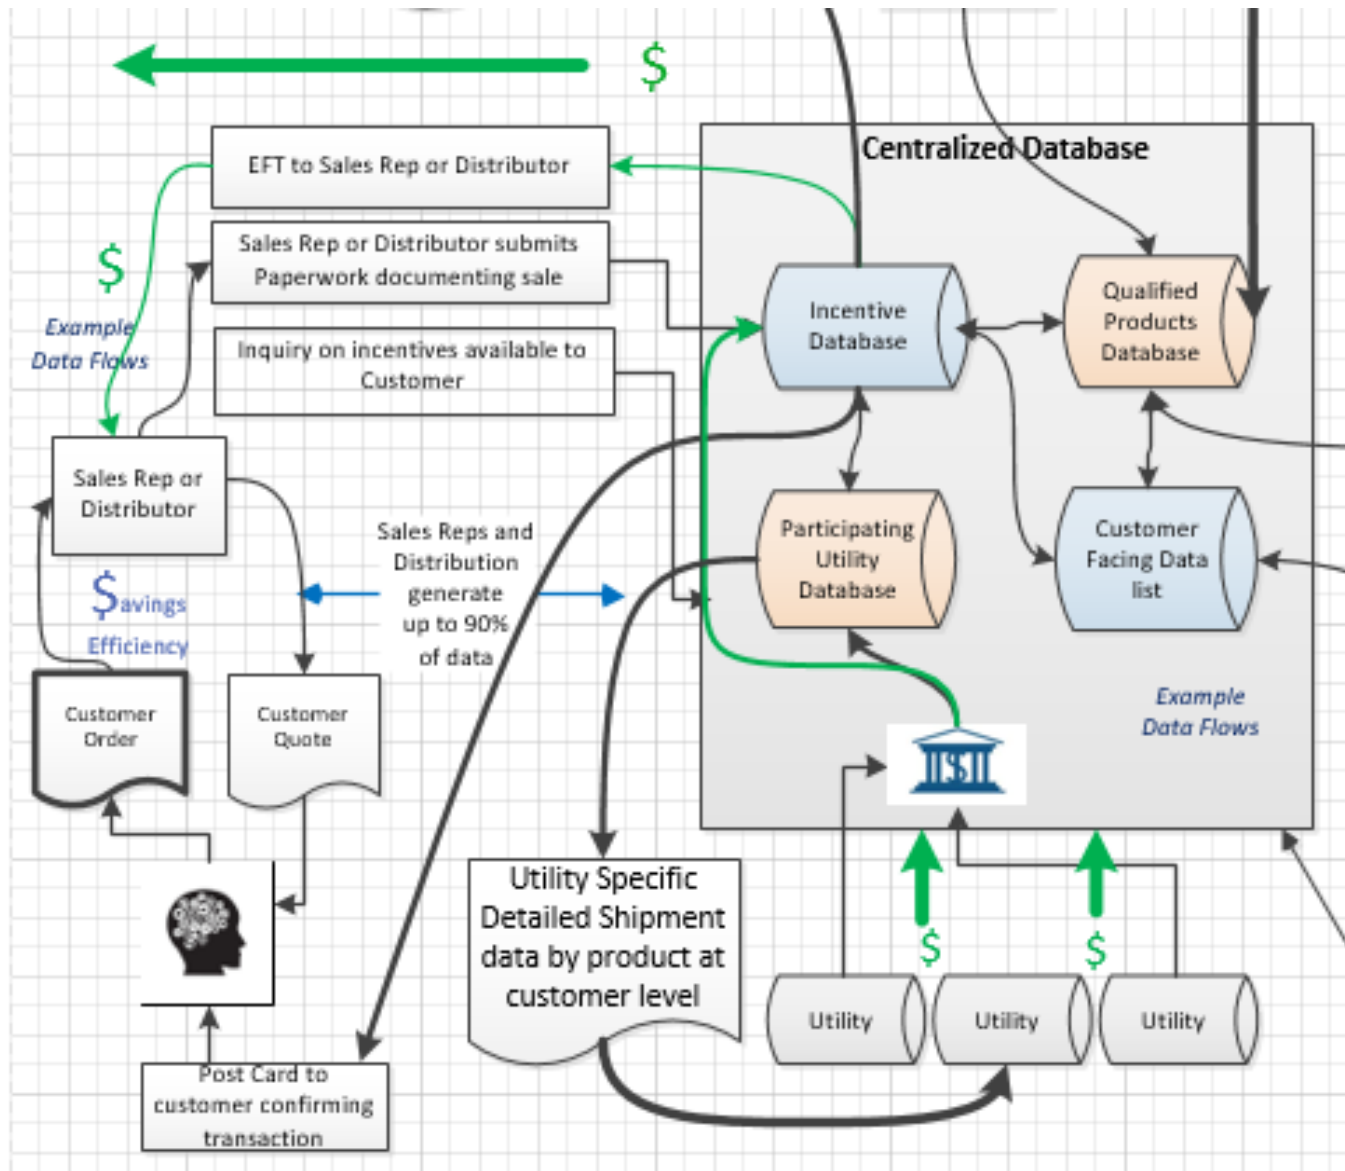 $
Centralized Database
EFT to Sales Rep or Distributor
Sales Rep or Distributor submits
Paperwork documenting sale
$
Example
Data Flows
Inquiry on incentives available to
Customer
Incentive
Database
Qualified
Products
Database
Sales Rep or
Distributor
Sales Reps and
Distribution
generate
up to 90%
of data
Participating
Utility
Database
Customer
Facing Data
list
$avings
Efficiency
Customer
Order
Customer
Quote
Example
Data Flows
$
Utility Specific
Detailed Shipment
data by product at
customer level
$
$
Utility
Utility
Utility
Post Card to
customer confirming
transaction